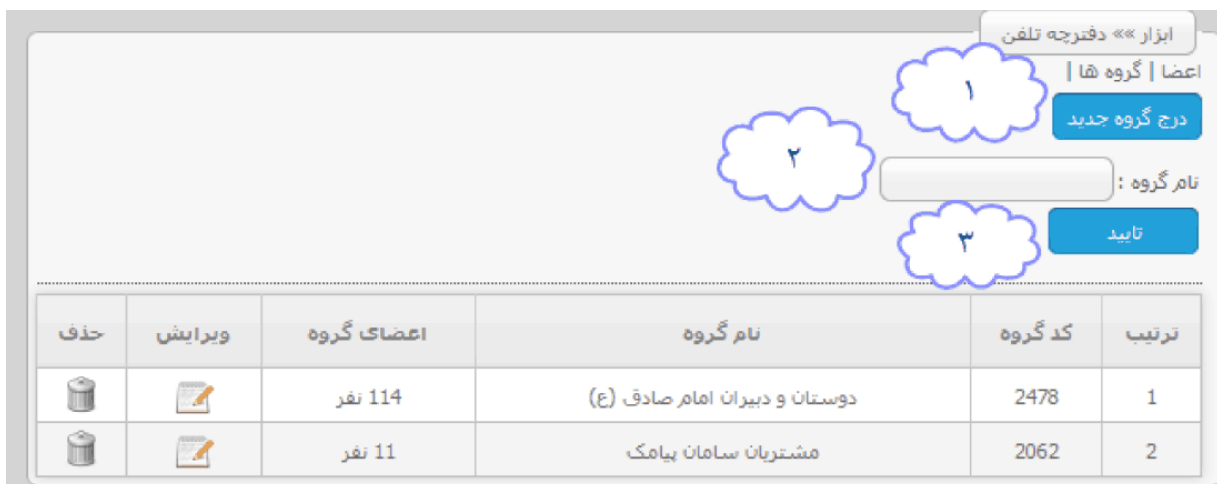 ابزار »» دفترچه تلفن
اعضا | گروه ها |
۱
درج گروه جدید
۲
نام گروه :
۳
تایید
ترتیب کد گروه نام گروه اعضای گروه ویرایش حذف
1 2478 دوستان و دبیران امام صادق (ع) 114 نفر
2 2062 مشتریان سامان پیامک 11 نفر